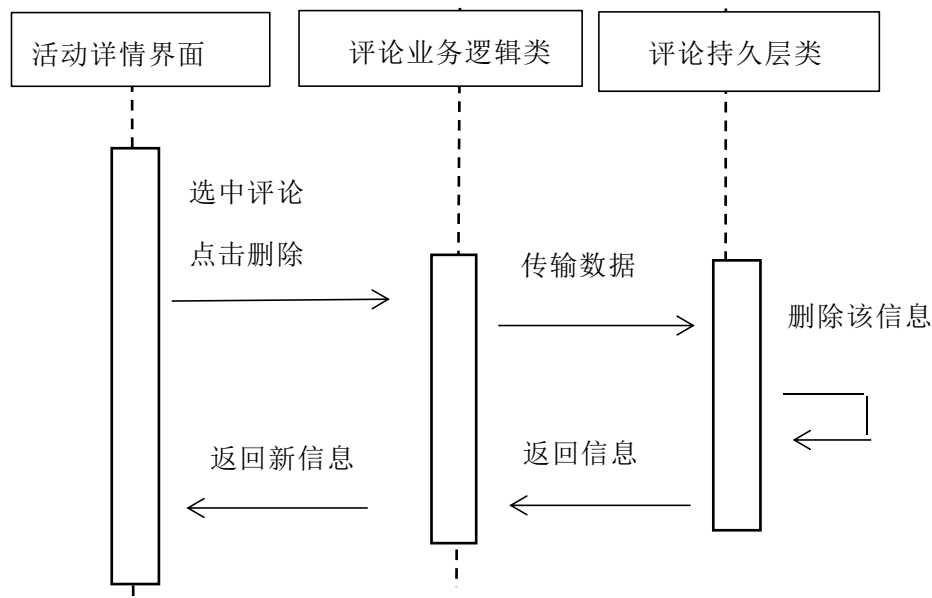 活动详情界面
评论业务逻辑类
评论持久层类
选中评论
点击删除
传输数据
删除该信息
返回新信息
返回信息